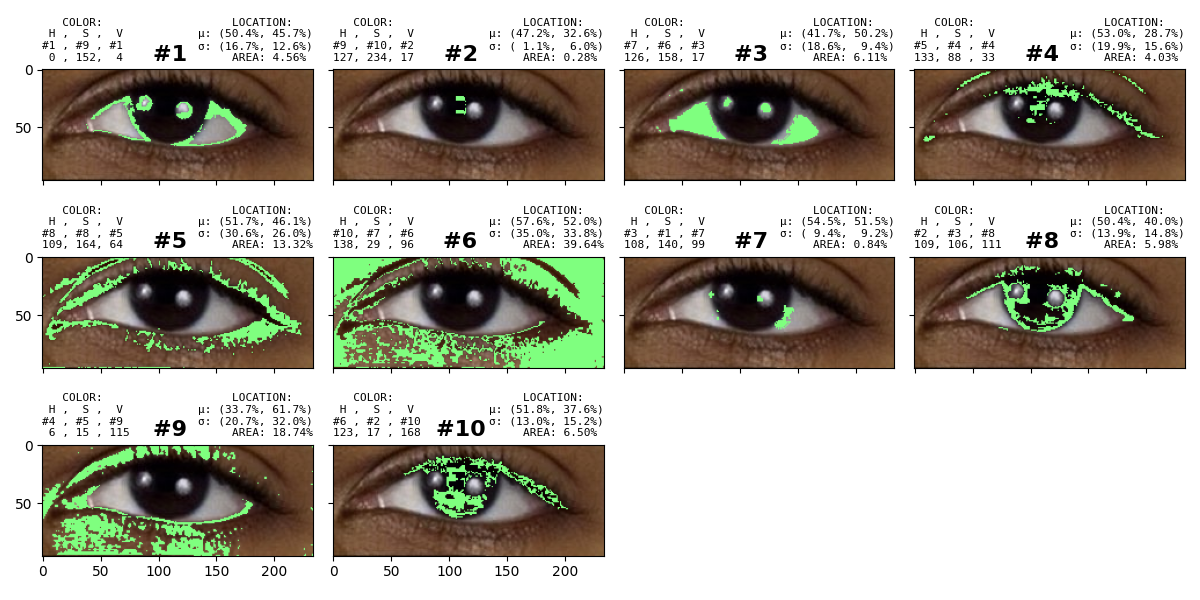 COLOR: LOCATION: COLOR: LOCATION: COLOR: LOCATION: COLOR: LOCATION:
H , S , V μ: (50.4%, 45.7%) H , S , V μ: (47.2%, 32.6%) H , S , V μ: (41.7%, 50.2%) H , S , V μ: (53.0%, 28.7%)
#1 , #9 , #1 #1 σ: (16.7%, 12.6%) #9 , #10, #2 #2 σ: ( 1.1%, 6.0%) #7 , #6 , #3 #3 σ: (18.6%, 9.4%) #5 , #4 , #4 #4 σ: (19.9%, 15.6%)
0 , 152, 4 AREA: 4.56% 127, 234, 17 AREA: 0.28% 126, 158, 17 AREA: 6.11% 133, 88 , 33 AREA: 4.03%
0
50
COLOR: LOCATION: COLOR: LOCATION: COLOR: LOCATION: COLOR: LOCATION:
H , S , V μ: (51.7%, 46.1%) H , S , V μ: (57.6%, 52.0%) H , S , V μ: (54.5%, 51.5%) H , S , V μ: (50.4%, 40.0%)
#8 , #8 , #5 #5 σ: (30.6%, 26.0%) #10, #7 , #6 #6 σ: (35.0%, 33.8%) #3 , #1 , #7 #7 σ: ( 9.4%, 9.2%) #2 , #3 , #8 #8 σ: (13.9%, 14.8%)
109, 164, 64 AREA: 13.32% 138, 29 , 96 AREA: 39.64% 108, 140, 99 AREA: 0.84% 109, 106, 111 AREA: 5.98%
0
50
COLOR: LOCATION: COLOR: LOCATION:
H , S , V μ: (33.7%, 61.7%) H , S , V μ: (51.8%, 37.6%)
#4 , #5 , #9 #9 σ: (20.7%, 32.0%) #6 , #2 , #10 #10 σ: (13.0%, 15.2%)
6 , 15 , 115 AREA: 18.74% 123, 17 , 168 AREA: 6.50%
0
50
0 50 100 150 200 0 50 100 150 200